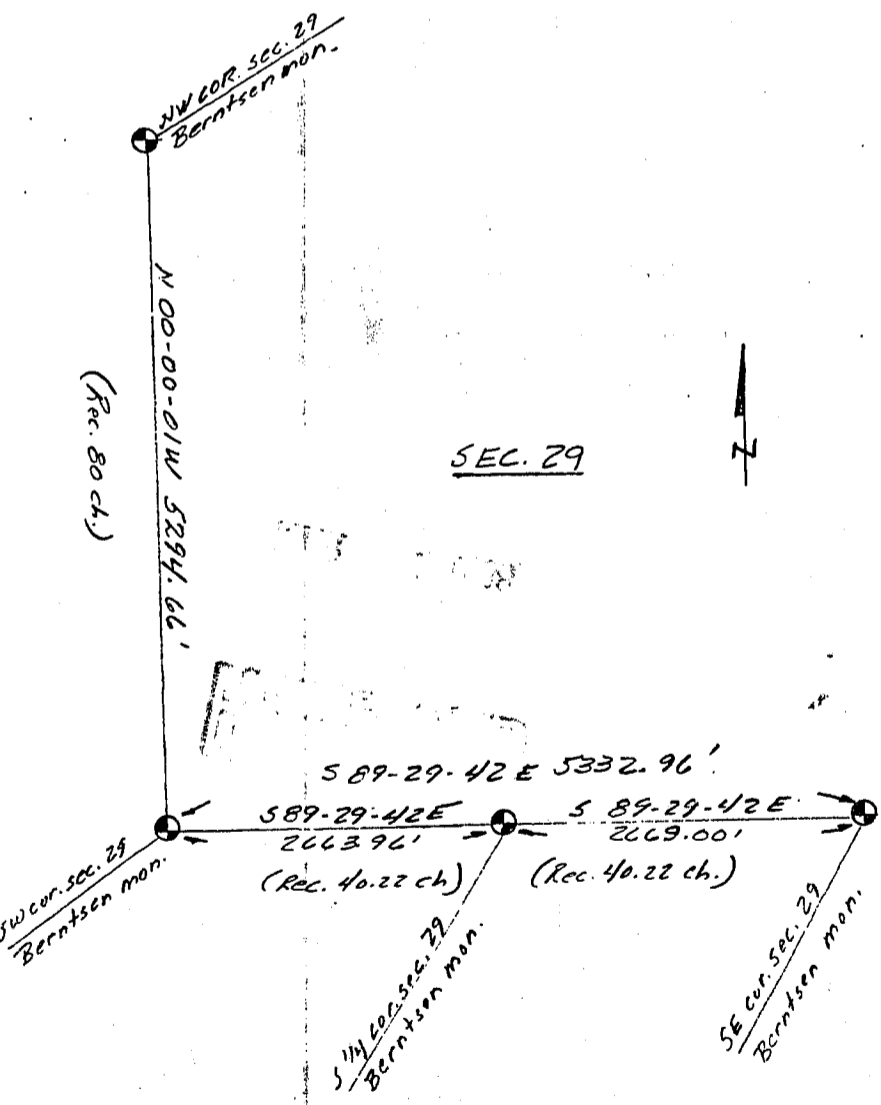 NW COR. SEC. 29
Berntsen mon.
N 00-00-01W 5294.66'
(Rec. 80 ch.)
SEC. 29
N
S 89-29-42 E 5332.96'
S 89-29-42E
2663.96'
(Rec. 40.22 ch)
S 89-29-42E
2669.00'
(Rec. 40.22 ch.)
SW cor. sec. 29
Berntsen mon.
S 1/4 cor. sec. 29
Berntsen mon.
SE cor. sec. 29
Berntsen mon.